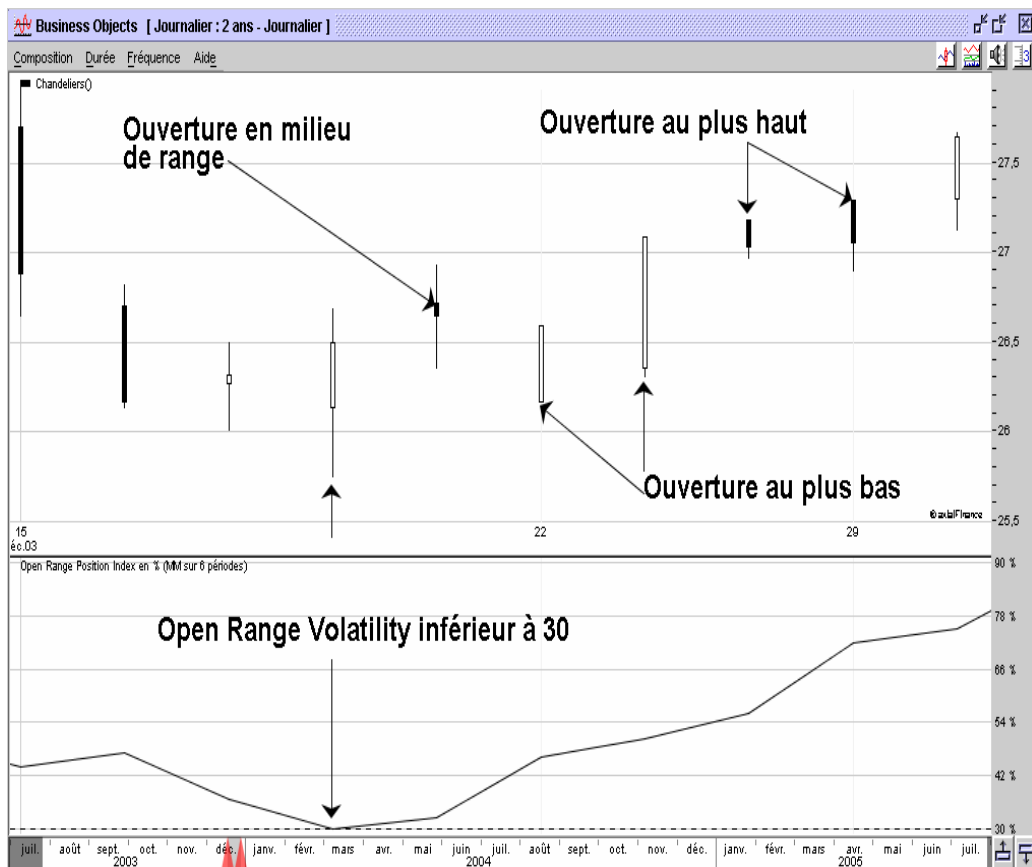 Business Objects [ Journalier : 2 ans - Journalier ]
Composition Durée Fréquence Aide
Chandeliers()
Ouverture en milieu
de range
Ouverture au plus haut
27,5
27
26,5
26
25,5
Ouverture au plus bas
© axialFinance
15
22
29
éc.03
Open Range Position Index en % (MM sur 6 périodes)
90 %
78 %
66 %
54 %
42 %
30 %
Open Range Volatility inférieur à 30
juil. août sept. oct. nov. déc. janv. févr. mars avr. mai juin juil. août sept. oct. nov. déc. janv. févr. mars avr. mai juin juil.
2003 2004 2005